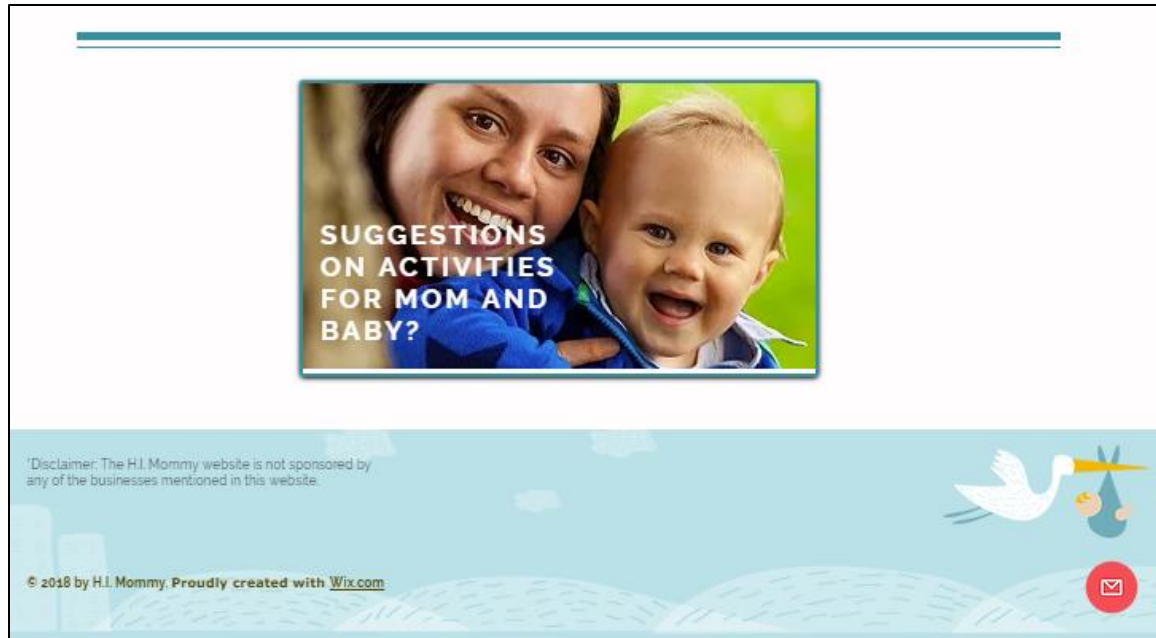 SUGGESTIONS
ON ACTIVITIES
FOR MOM AND
BABY?
*Disclaimer: The H.I. Mommy website is not sponsored by
any of the businesses mentioned in this website.
© 2018 by H.I. Mommy. Proudly created with Wix.com